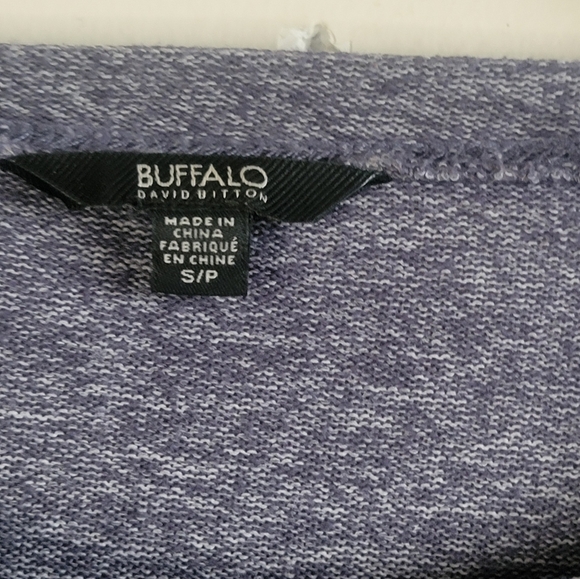 BUFFALO
DAVID BITTON
MADE IN
CHINA
FABRIQUÉ
EN CHINE
S/P